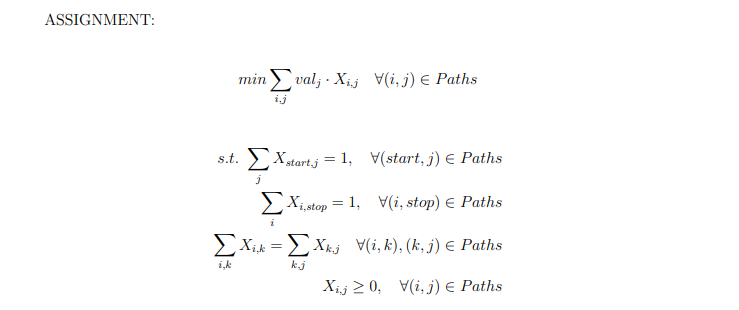 ASSIGNMENT:
min ∑_{i,j} val_j · X_{i,j} ∀(i, j) ∈ Paths
s.t. ∑_j X_{start,j} = 1, ∀(start, j) ∈ Paths
∑_i X_{i,stop} = 1, ∀(i, stop) ∈ Paths
∑_{i,k} X_{i,k} = ∑_{k,j} X_{k,j} ∀(i, k), (k, j) ∈ Paths
X_{i,j} ≥ 0, ∀(i, j) ∈ Paths